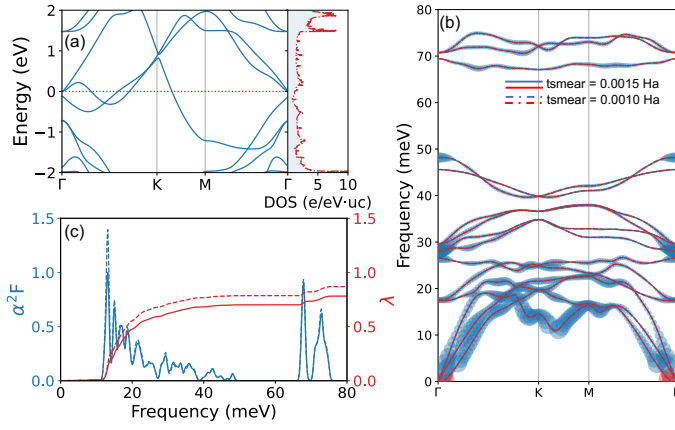 (a)
Energy (eV)
2
1
0
−1
−2
Γ K M Γ
5 10
DOS (e/eV·uc)
(b)
Frequency (meV)
80
70
60
50
40
30
20
10
0
tsmear = 0.0015 Ha
tsmear = 0.0010 Ha
Γ K M
(c)
α²F
1.5
1.0
0.5
0.0
0 20 40 60 80
Frequency (meV)
1.5
1.0
0.5
0.0
λ